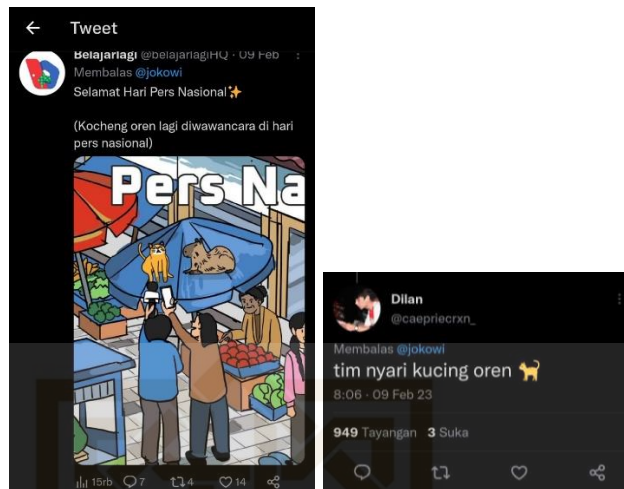 Tweet
Belajarlagi @belajarlagiHQ · 09 Feb
Membalas @jokowi
Selamat Hari Pers Nasional✨
(Kocheng oren lagi diwawancara di hari
pers nasional)
Pers Na
15rb 7 4 14
Dilan
@caepriecrxn_
Membalas @jokowi
tim nyari kucing oren 🐈
8:06 · 09 Feb 23
949 Tayangan 3 Suka